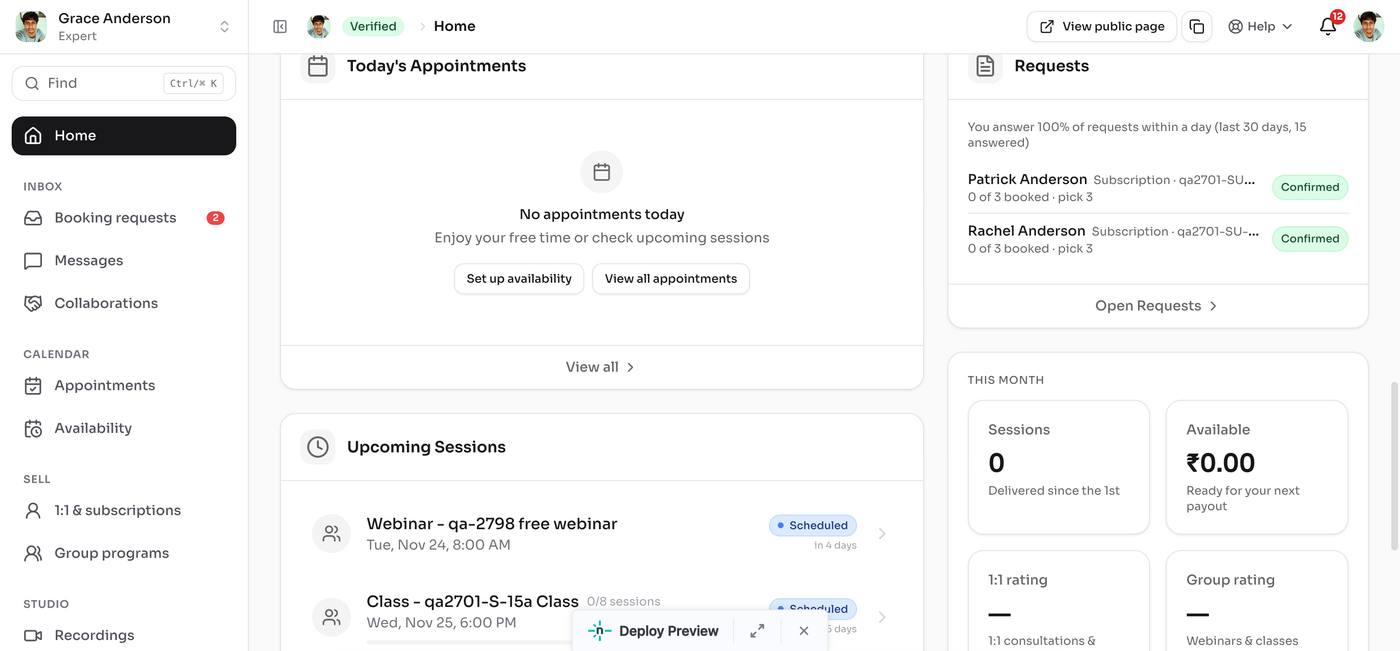 Grace Anderson
Expert
Find
Ctrl/⌘ K
Home
INBOX
Booking requests
2
Messages
Collaborations
CALENDAR
Appointments
Availability
SELL
1:1 & subscriptions
Group programs
STUDIO
Recordings
Verified
Home
View public page
Help
12
Today's Appointments
No appointments today
Enjoy your free time or check upcoming sessions
Set up availability
View all appointments
View all
Upcoming Sessions
Webinar - qa-2798 free webinar
Scheduled
Tue, Nov 24, 8:00 AM
in 4 days
Class - qa2701-S-15a Class 0/8 sessions
Scheduled
Wed, Nov 25, 6:00 PM
5 days
Deploy Preview
Requests
You answer 100% of requests within a day (last 30 days, 15
answered)
Patrick Anderson Subscription · qa2701-SU...
Confirmed
0 of 3 booked · pick 3
Rachel Anderson Subscription · qa2701-SU-...
Confirmed
0 of 3 booked · pick 3
Open Requests
THIS MONTH
Sessions
0
Delivered since the 1st
Available
₹0.00
Ready for your next
payout
1:1 rating
—
1:1 consultations &
Group rating
—
Webinars & classes